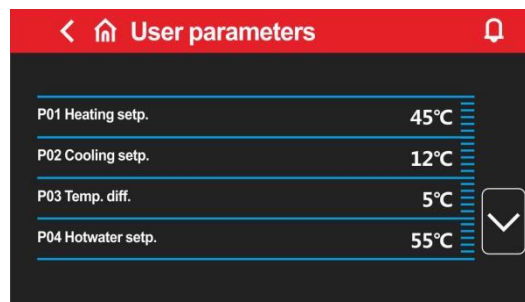 User parameters
P01 Heating setp. 45℃
P02 Cooling setp. 12℃
P03 Temp. diff. 5℃
P04 Hotwater setp. 55℃